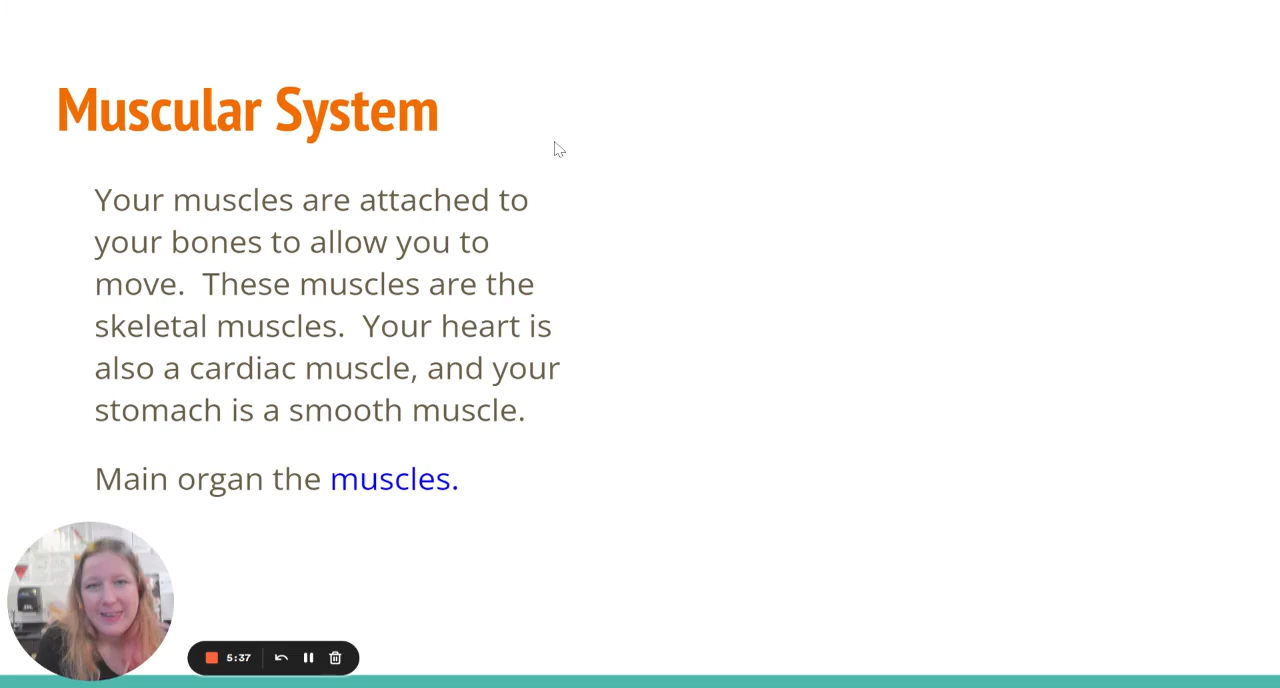 Muscular System
Your muscles are attached to
your bones to allow you to
move.  These muscles are the
skeletal muscles.  Your heart is
also a cardiac muscle, and your
stomach is a smooth muscle.
Main organ the muscles.
5:37